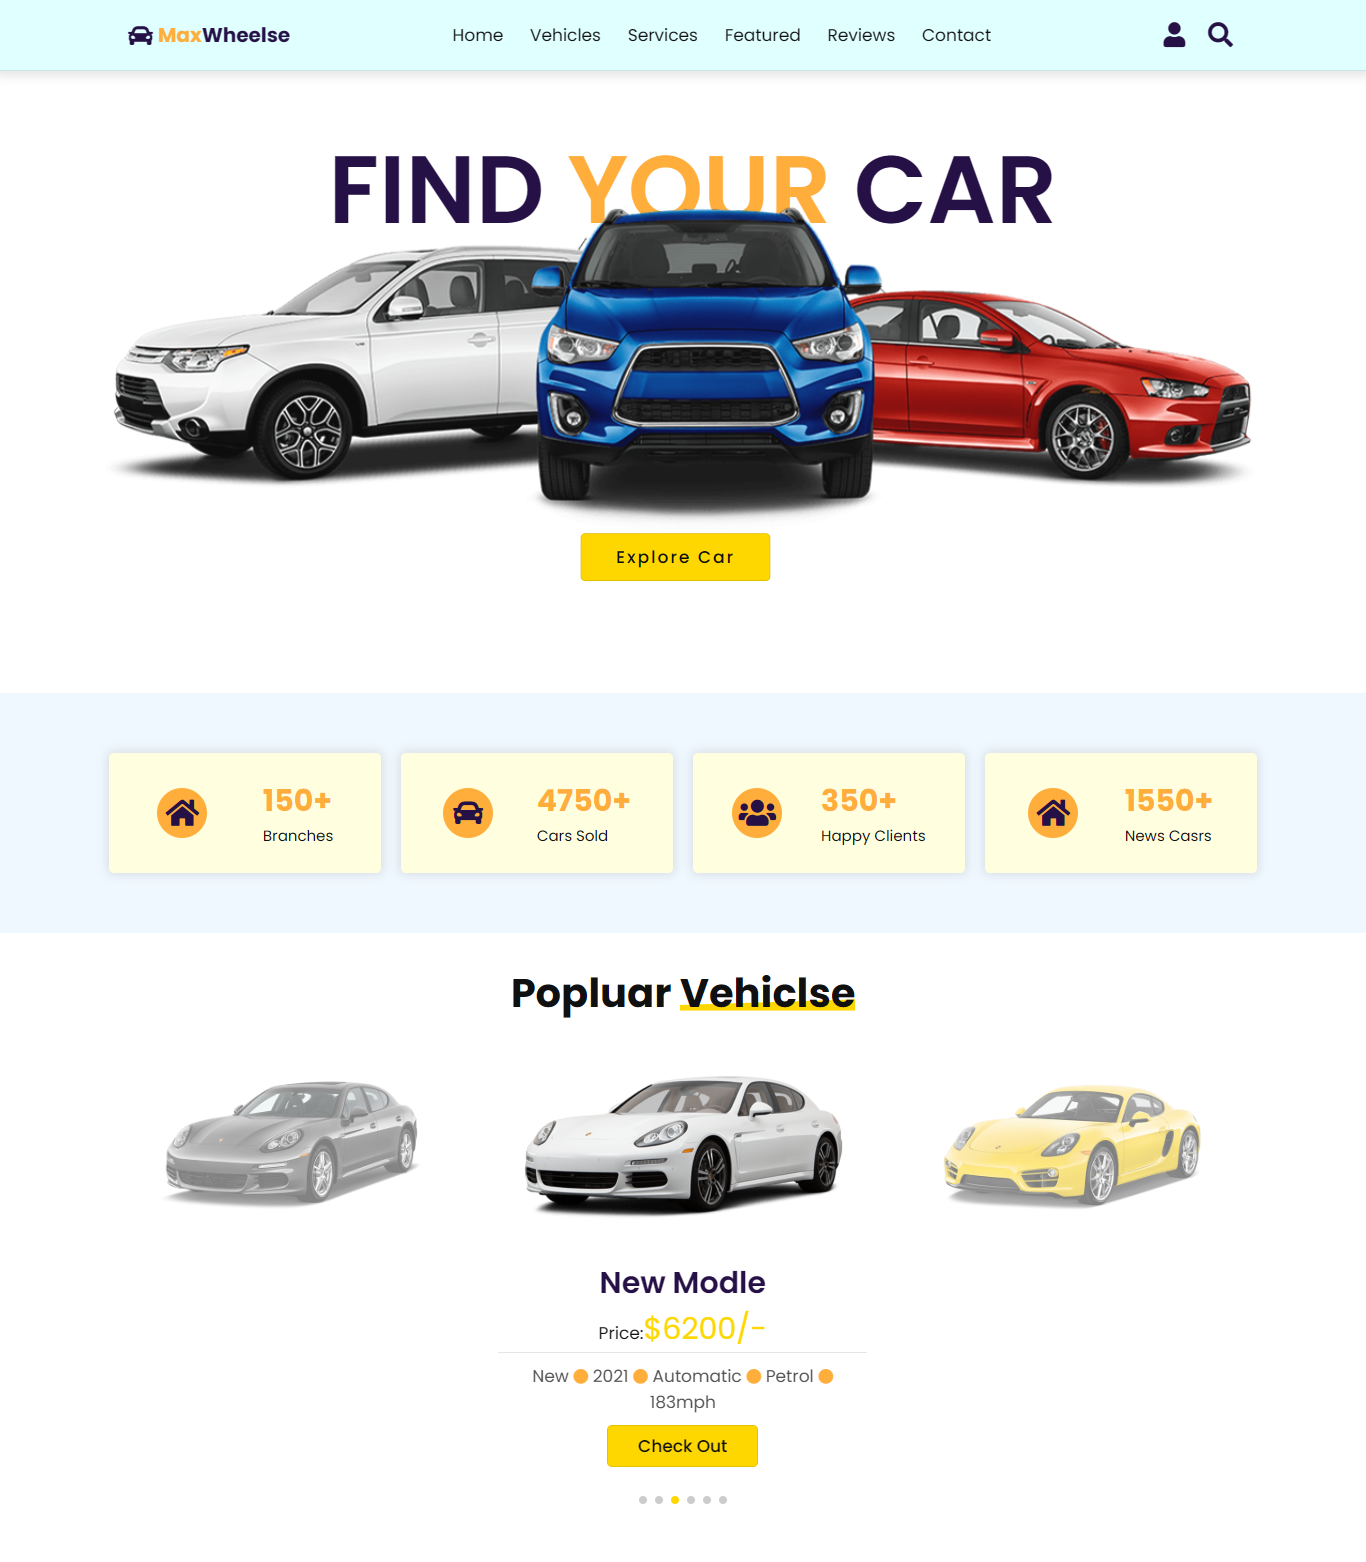 MaxWheelse
Home Vehicles Services Featured Reviews Contact
FIND YOUR CAR
Explore Car
150+
Branches
4750+
Cars Sold
350+
Happy Clients
1550+
News Casrs
Popluar Vehiclse
New Modle
Price:$6200/-
New 2021 Automatic Petrol
183mph
Check Out